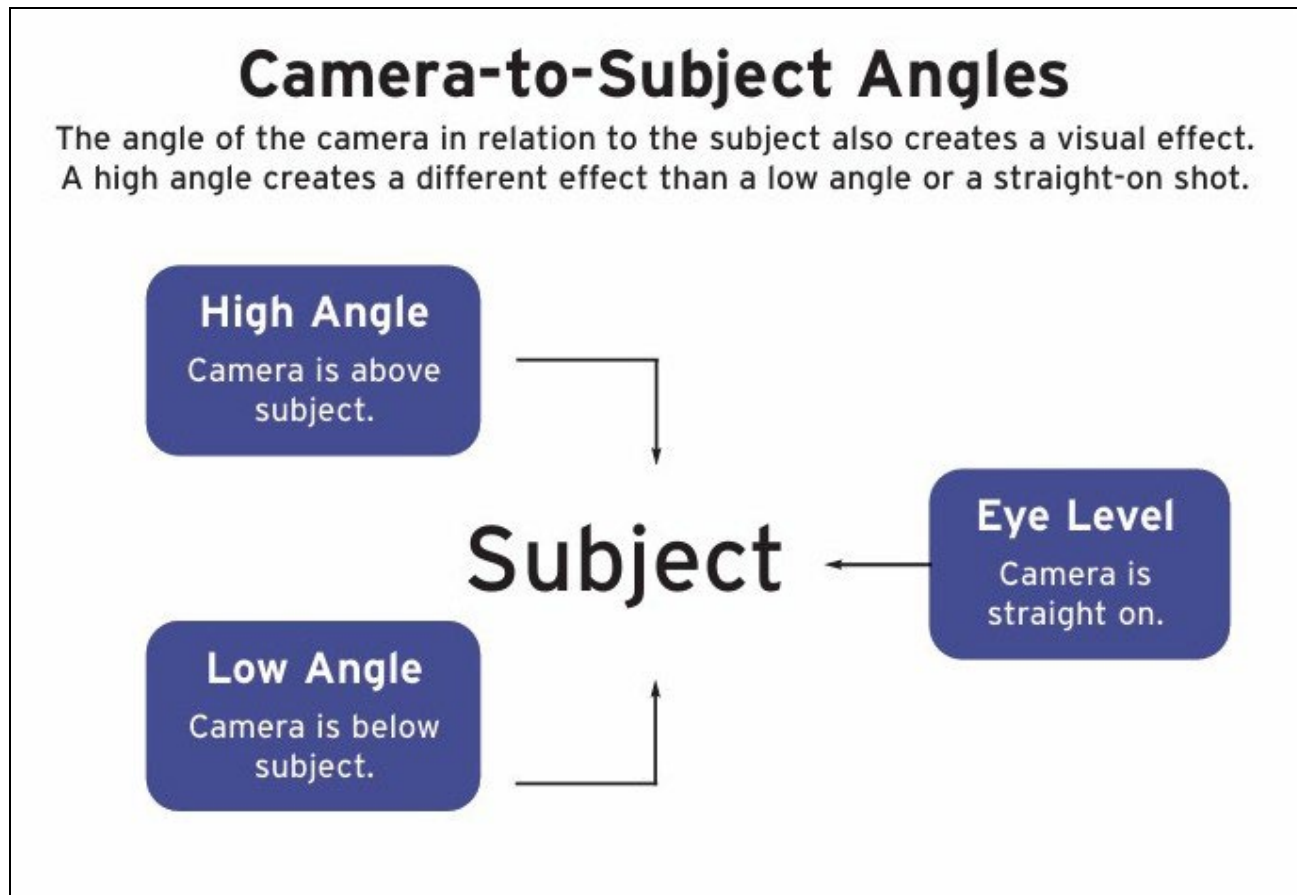 Camera-to-Subject Angles
The angle of the camera in relation to the subject also creates a visual effect.
A high angle creates a different effect than a low angle or a straight-on shot.
High Angle
Camera is above
subject.
Subject
Eye Level
Camera is
straight on.
Low Angle
Camera is below
subject.